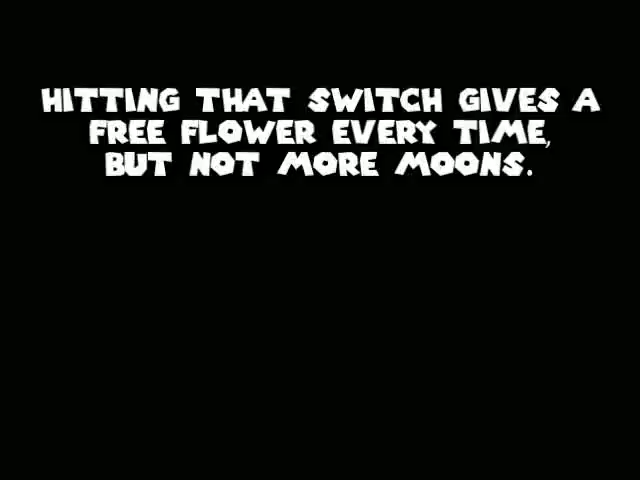 HITTING THAT SWITCH GIVES A
FREE FLOWER EVERY TIME,
BUT NOT MORE MOONS.